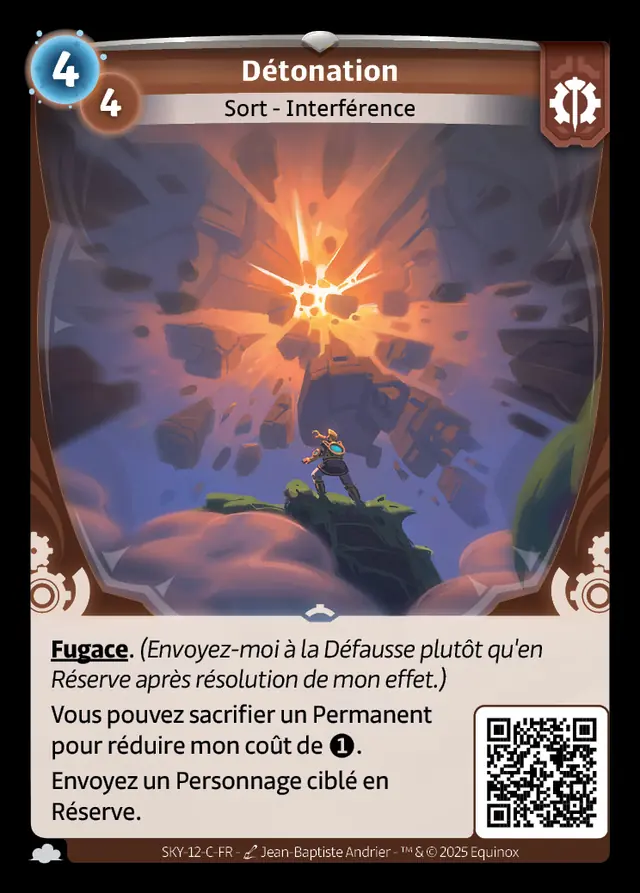 4
4
Détonation
Sort - Interférence
Fugace. (Envoyez-moi à la Défausse plutôt qu'en
Réserve après résolution de mon effet.)
Vous pouvez sacrifier un Permanent
pour réduire mon coût de 1.
Envoyez un Personnage ciblé en
Réserve.
SKY-12-C-FR - Jean-Baptiste Andrier - ™ & © 2025 Equinox